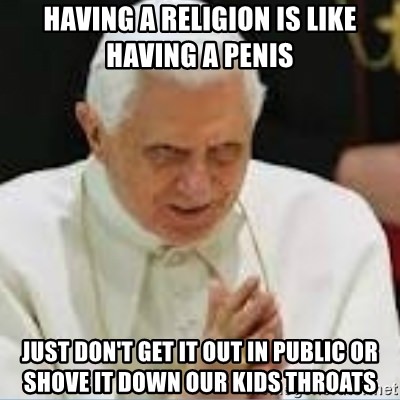 HAVING A RELIGION IS LIKE
HAVING A PENIS
JUST DON'T GET IT OUT IN PUBLIC OR
SHOVE IT DOWN OUR KIDS THROATS